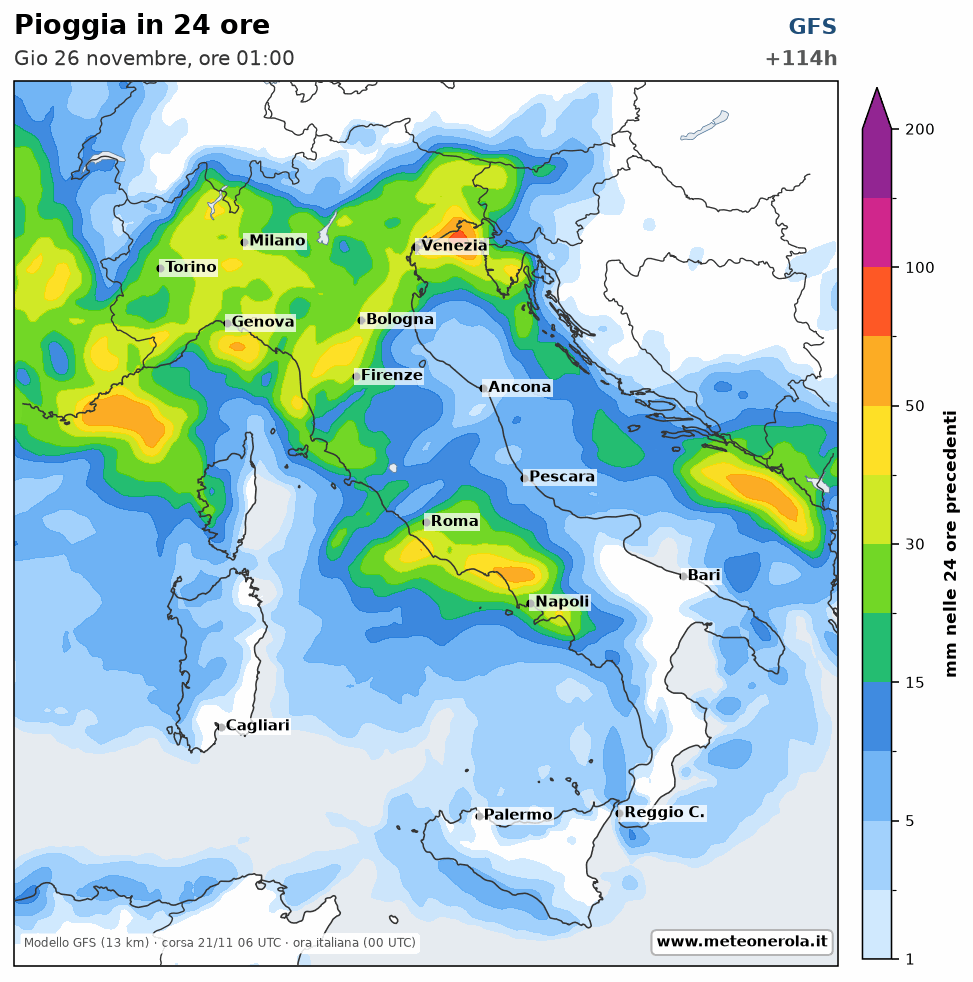 Pioggia in 24 ore
GFS
Gio 26 novembre, ore 01:00
+114h
200
Milano
Venezia
Torino
100
Genova
Bologna
Firenze
Ancona
50
Pescara
Roma
30
Bari
Napoli
15
Cagliari
Palermo
Reggio C.
5
mm nelle 24 ore precedenti
Modello GFS (13 km) · corsa 21/11 06 UTC · ora italiana (00 UTC)
www.meteonerola.it
1